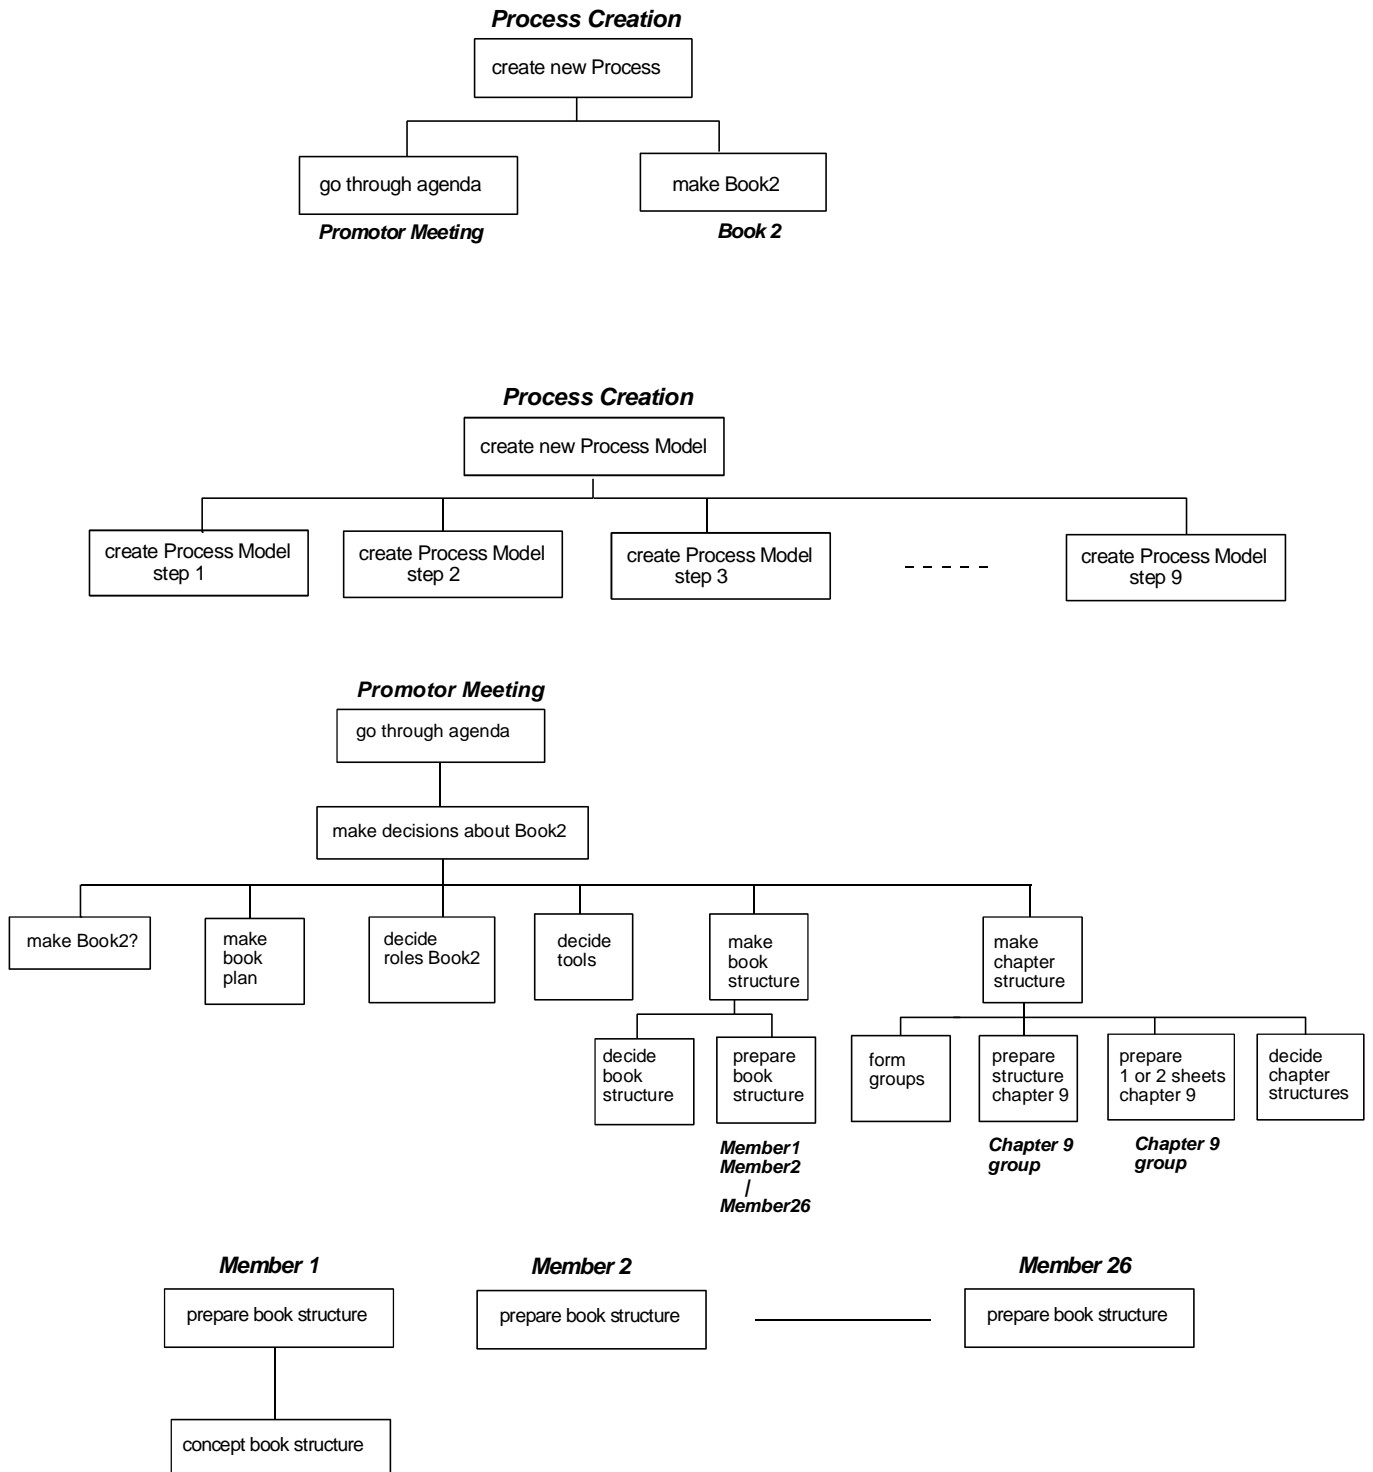 Process Creation
create new Process
go through agenda
make Book2
Promotor Meeting
Book 2
Process Creation
create new Process Model
create Process Model
step 1
create Process Model
step 2
create Process Model
step 3
create Process Model
step 9
Promotor Meeting
go through agenda
make decisions about Book2
make Book2?
make
book
plan
decide
roles Book2
decide
tools
make
book
structure
make
chapter
structure
decide
book
structure
prepare
book
structure
form
groups
prepare
structure
chapter 9
prepare
1 or 2 sheets
chapter 9
decide
chapter
structures
Member1
Member2
/
Member26
Chapter 9
group
Chapter 9
group
Member 1
Member 2
Member 26
prepare book structure
prepare book structure
prepare book structure
concept book structure